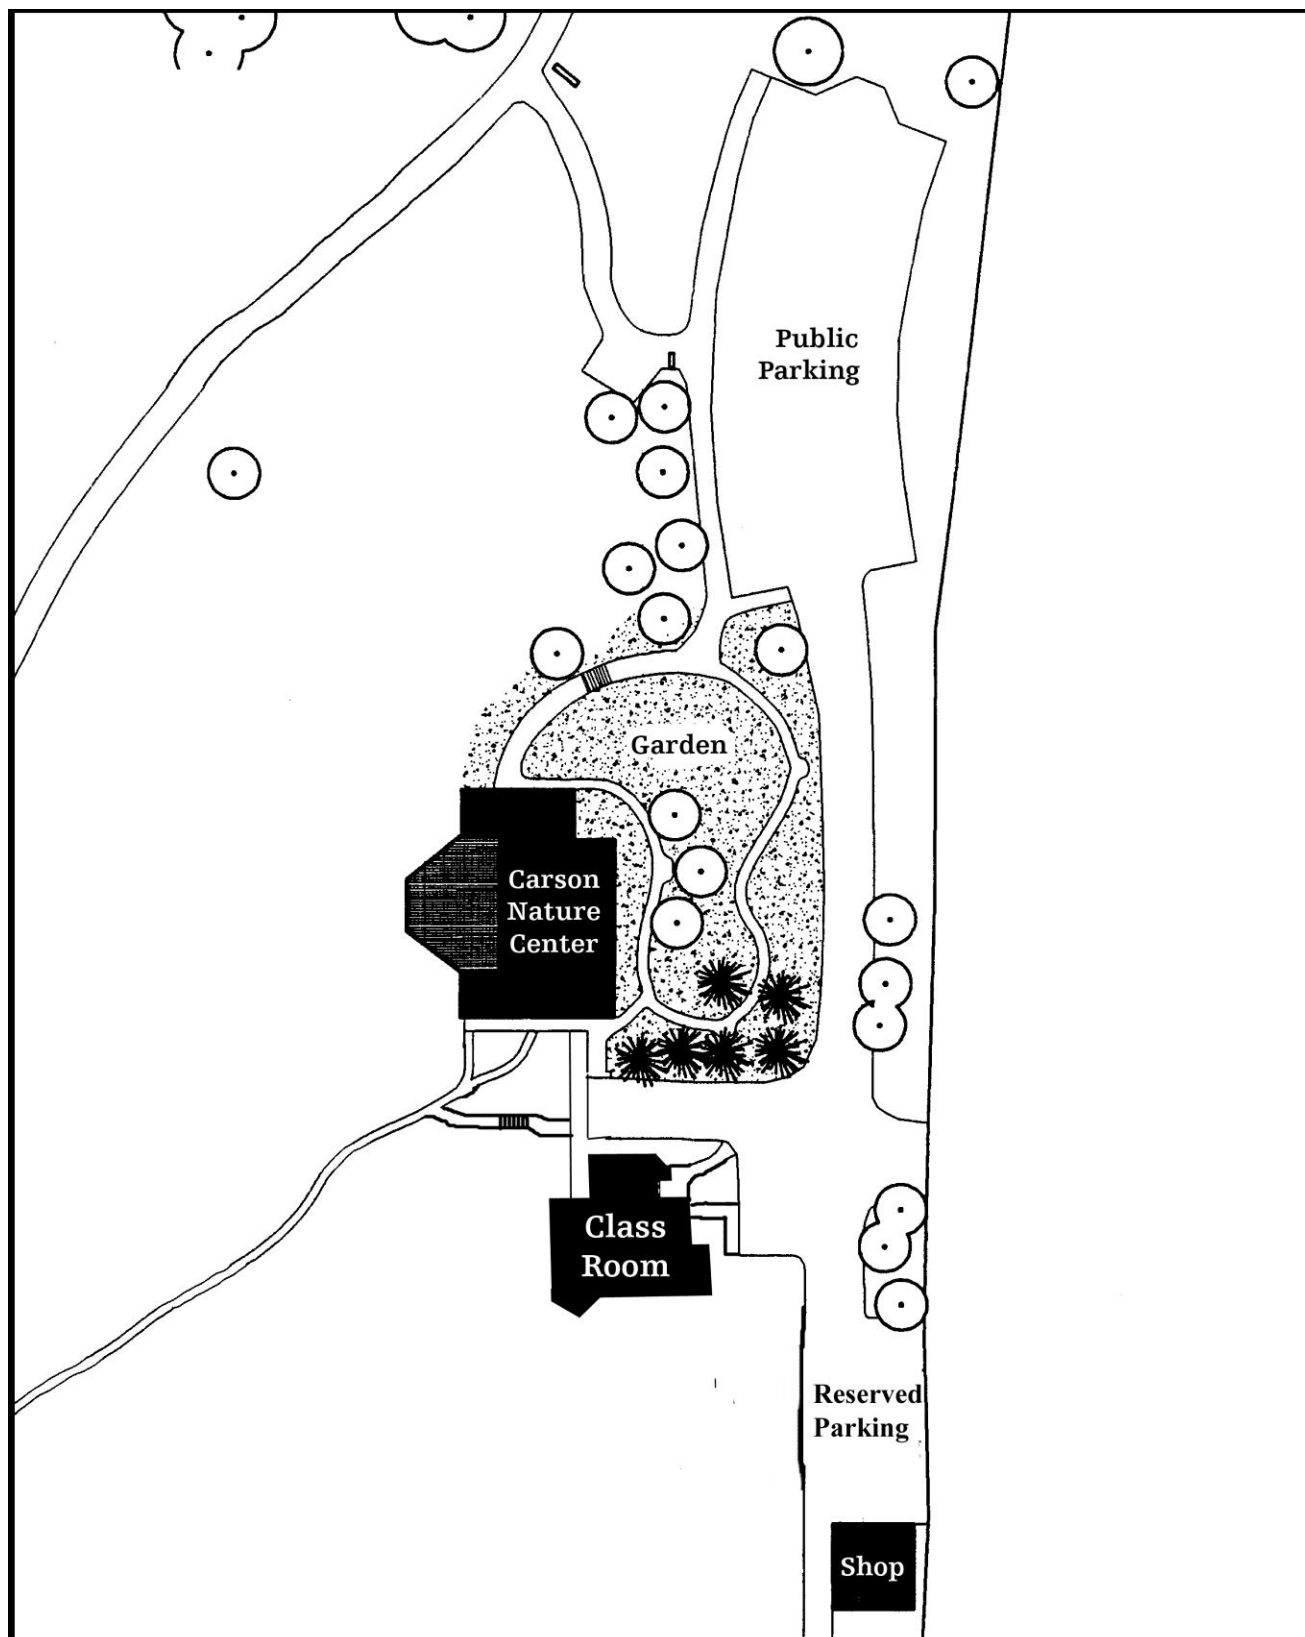 Public
Parking
Garden
Carson
Nature
Center
Class
Room
Reserved
Parking
Shop